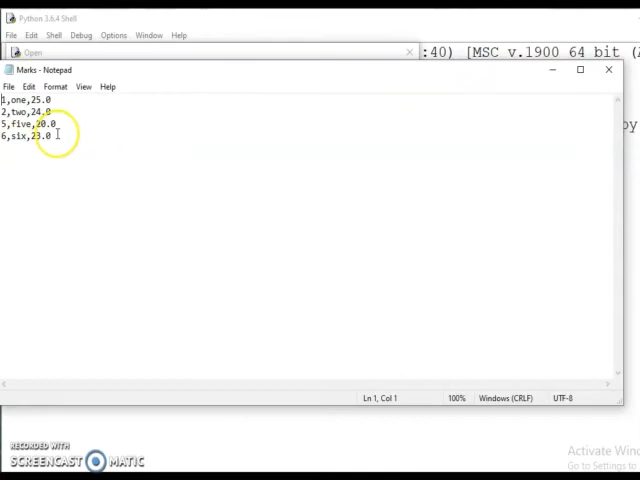 Python 3.6.4 Shell
File Edit Shell Debug Options Window Help
Open
:40) [MSC v.1900 64 bit (A
Marks - Notepad
File Edit Format View Help
1,one,25.0
2,two,24.0
5,five,20.0
6,six,23.0
by
Ln 1, Col 1 100% Windows (CRLF) UTF-8
RECORDED WITH
SCREENCAST MATIC
Activate Wind
Go to Settings to